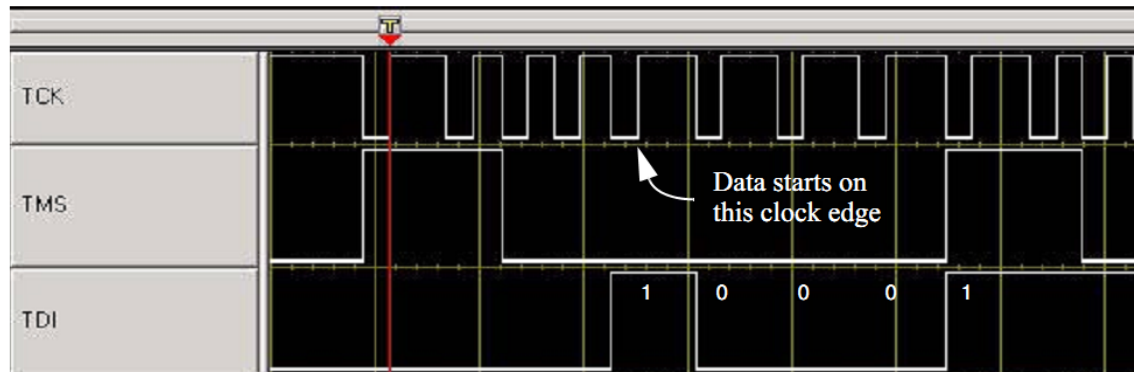 T
TCK
TMS
Data starts on
this clock edge
TDI
1 0 0 0 1